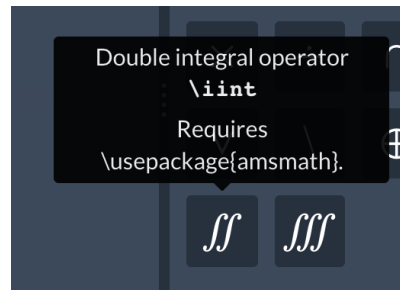 Double integral operator
\iint
Requires
\usepackage{amsmath}.
∬ ∭